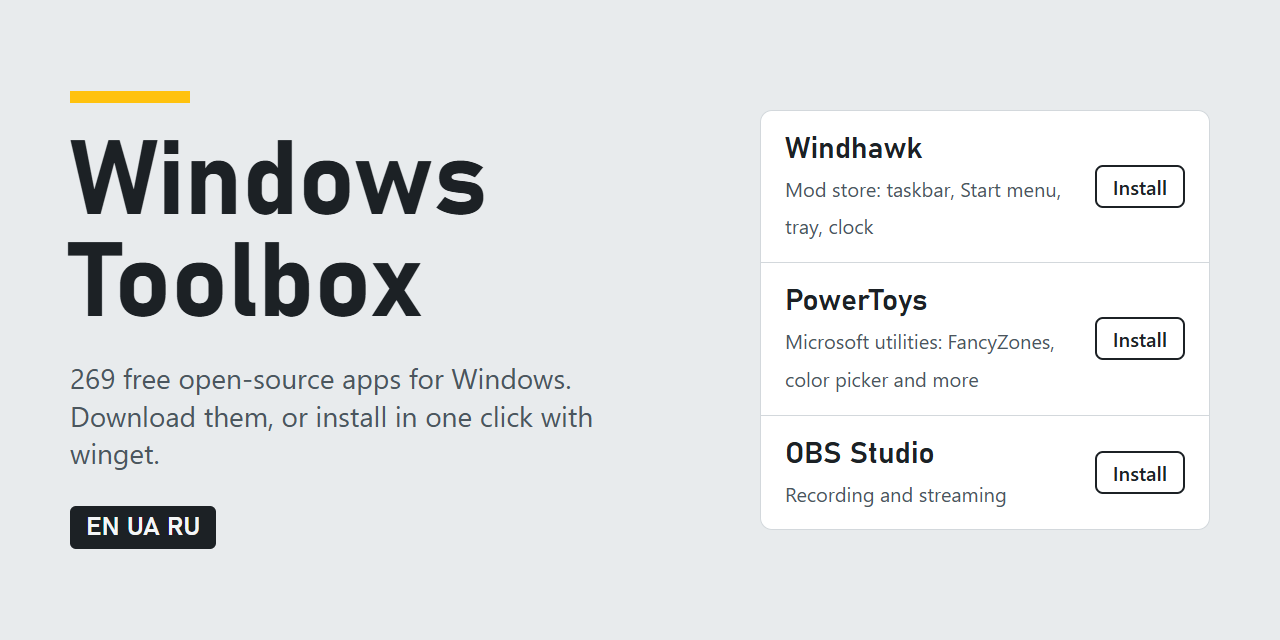 Windows
Toolbox
269 free open-source apps for Windows.
Download them, or install in one click with
winget.
EN UA RU
Windhawk
Mod store: taskbar, Start menu,
tray, clock
Install
PowerToys
Microsoft utilities: FancyZones,
color picker and more
Install
OBS Studio
Recording and streaming
Install